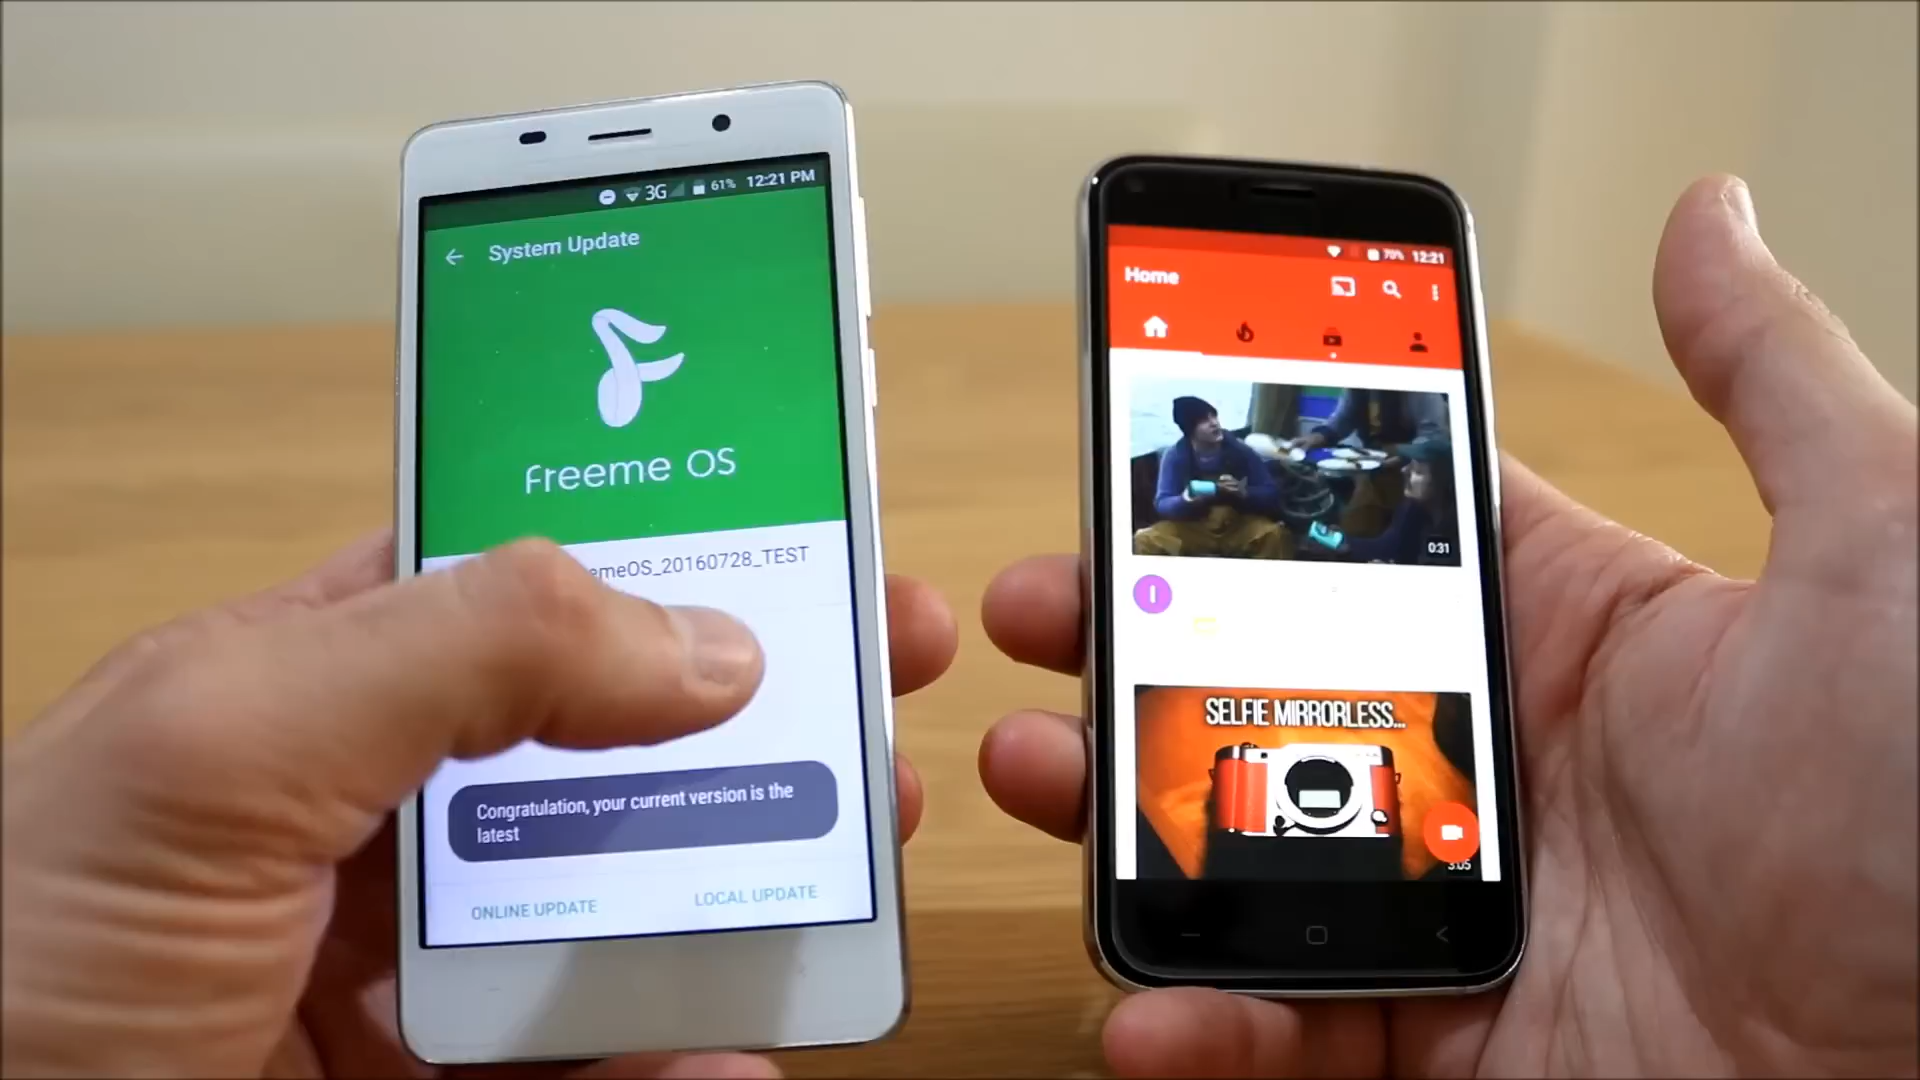 3G 61% 12:21 PM
System Update
Freeme OS
emeOS_20160728_TEST
Congratulation, your current version is the
latest
ONLINE UPDATE
LOCAL UPDATE
70% 12:21
Home
0:31
I
SELFIE MIRRORLESS...
3:05